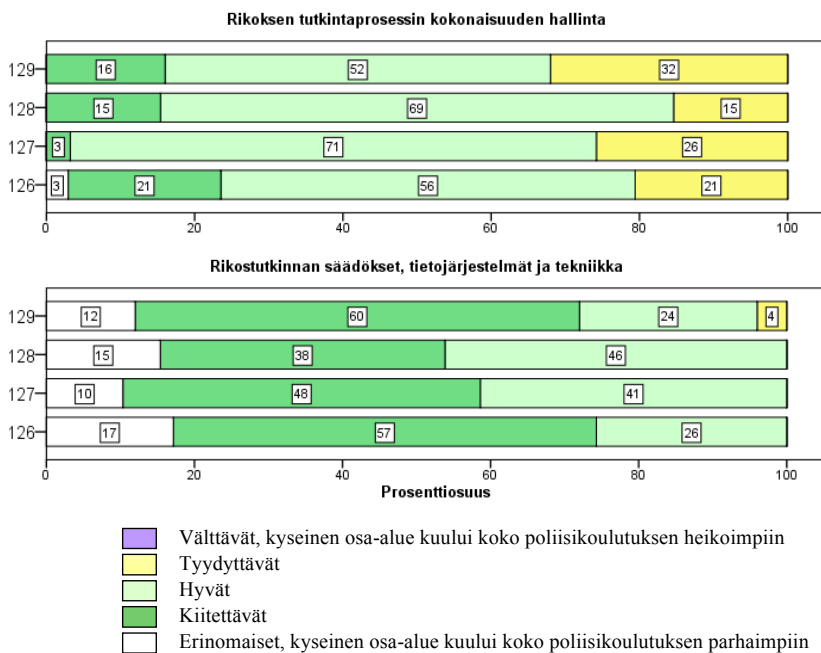 Rikoksen tutkintaprosessin kokonaisuuden hallinta
129 16 52 32
128 15 69 15
127 3 71 26
126 3 21 56 21
0 20 40 60 80 100
Rikostutkinnan säädökset, tietojärjestelmät ja tekniikka
129 12 60 24 4
128 15 38 46
127 10 48 41
126 17 57 26
0 20 40 60 80 100
Prosenttiosuus
Välttävät, kyseinen osa-alue kuului koko poliisikoulutuksen heikoimpiin
Tyydyttävät
Hyvät
Kiitettävät
Erinomaiset, kyseinen osa-alue kuului koko poliisikoulutuksen parhaimpiin